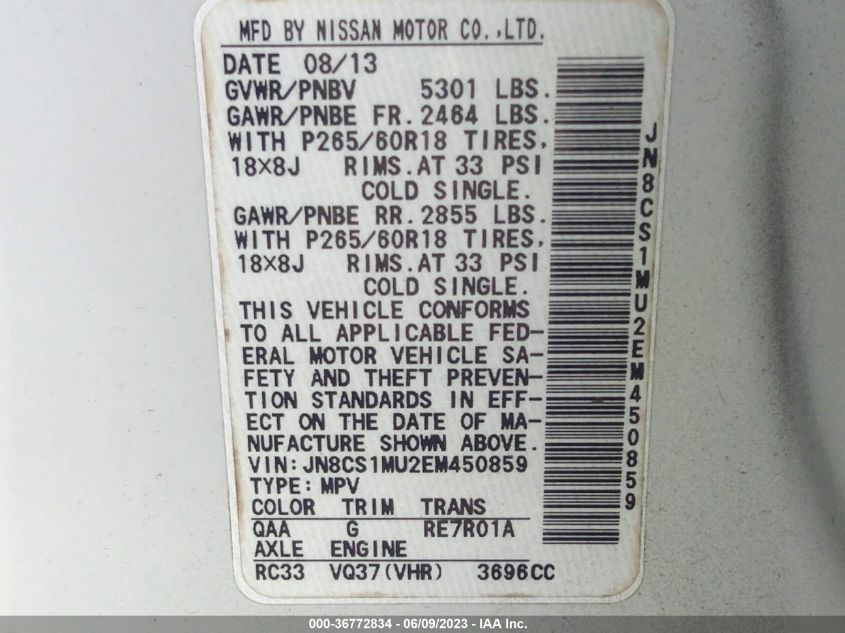 MFD BY NISSAN MOTOR CO.,LTD.
DATE 08/13
GVWR/PNBV 5301 LBS.
GAWR/PNBE FR. 2464 LBS.
WITH P265/60R18 TIRES,
18×8J RIMS. AT 33 PSI
COLD SINGLE.
GAWR/PNBE RR. 2855 LBS.
WITH P265/60R18 TIRES,
18×8J RIMS. AT 33 PSI
COLD SINGLE.
THIS VEHICLE CONFORMS
TO ALL APPLICABLE FED-
ERAL MOTOR VEHICLE SA-
FETY AND THEFT PREVEN-
TION STANDARDS IN EFF-
ECT ON THE DATE OF MA-
NUFACTURE SHOWN ABOVE.
VIN: JN8CS1MU2EM450859
TYPE: MPV
COLOR TRIM TRANS
QAA G RE7R01A
AXLE ENGINE
RC33 VQ37(VHR) 3696CC
JN8CS1MU2EM450859
000-36772834 - 06/09/2023 - IAA Inc.